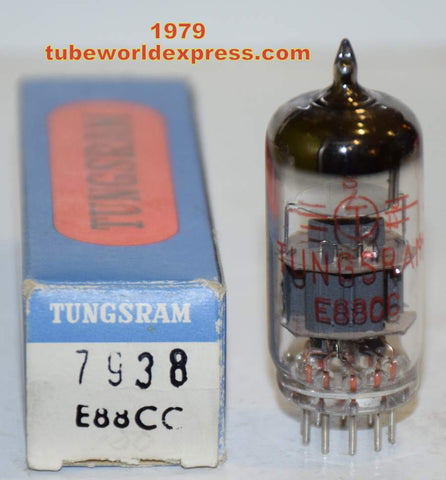 1979
tubeworldexpress.com
TUNGSRAM
TUNGSRAM
7938
E88CC
T
TUNGSRAM
E88CC